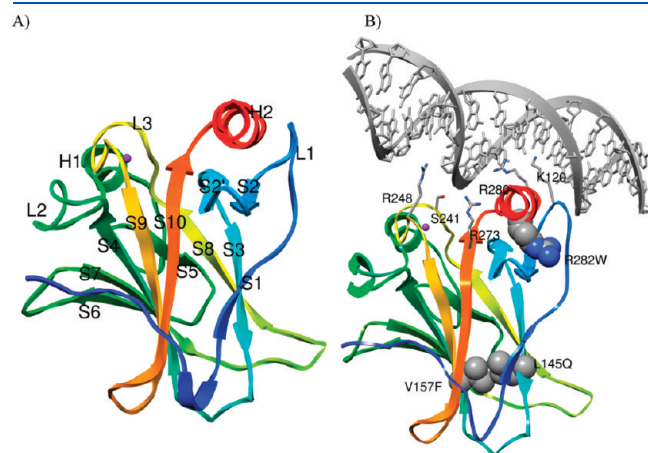 A)
B)
L3
H2
L1
H1
S2'
S2
L2
S9
S10
S4
S3
S8
S7
S5
S1
S6
K120
R280
R248
S241
R273
R282W
L145Q
V157F